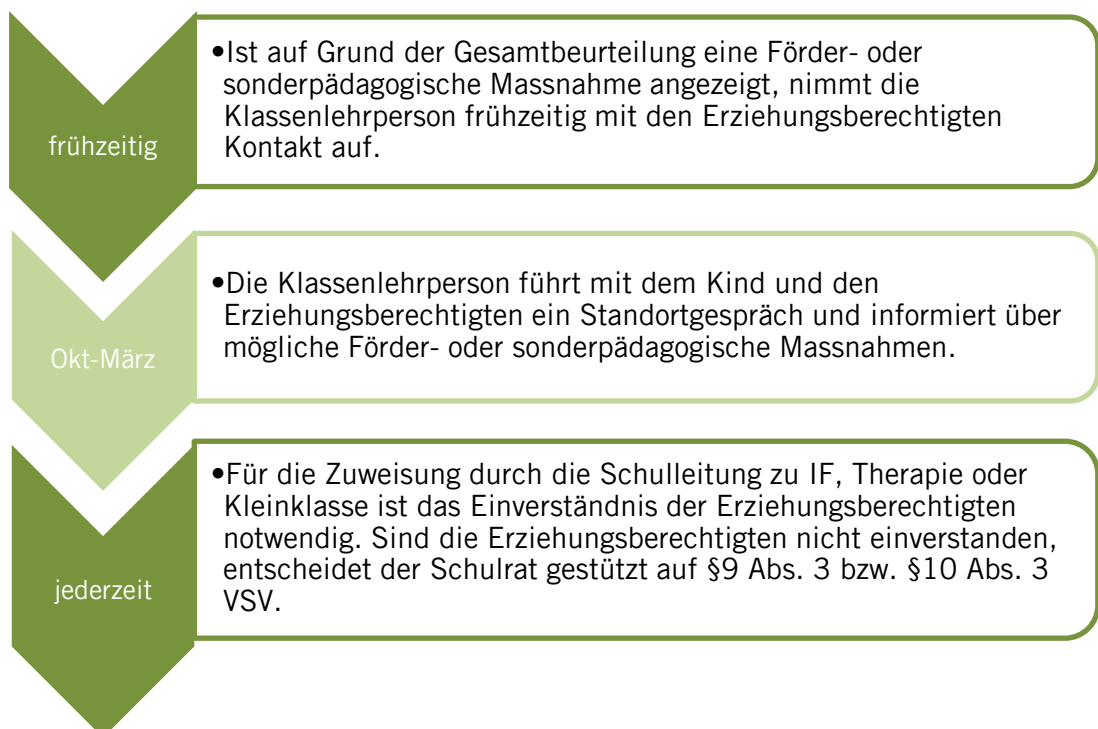 frühzeitig
•Ist auf Grund der Gesamtbeurteilung eine Förder- oder
sonderpädagogische Massnahme angezeigt, nimmt die
Klassenlehrperson frühzeitig mit den Erziehungsberechtigten
Kontakt auf.
Okt-März
•Die Klassenlehrperson führt mit dem Kind und den
Erziehungsberechtigten ein Standortgespräch und informiert über
mögliche Förder- oder sonderpädagogische Massnahmen.
jederzeit
•Für die Zuweisung durch die Schulleitung zu IF, Therapie oder
Kleinklasse ist das Einverständnis der Erziehungsberechtigten
notwendig. Sind die Erziehungsberechtigten nicht einverstanden,
entscheidet der Schulrat gestützt auf §9 Abs. 3 bzw. §10 Abs. 3
VSV.